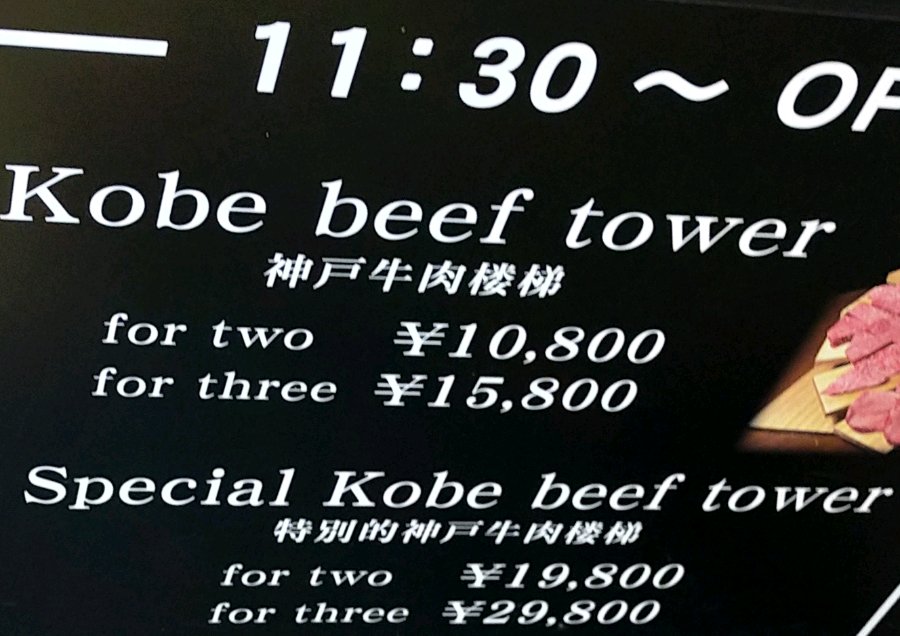 11:30～ OP
Kobe beef tower
神戸牛肉楼梯
for two ¥10,800
for three ¥15,800
Special Kobe beef tower
特別的神戸牛肉楼梯
for two ¥19,800
for three ¥29,800